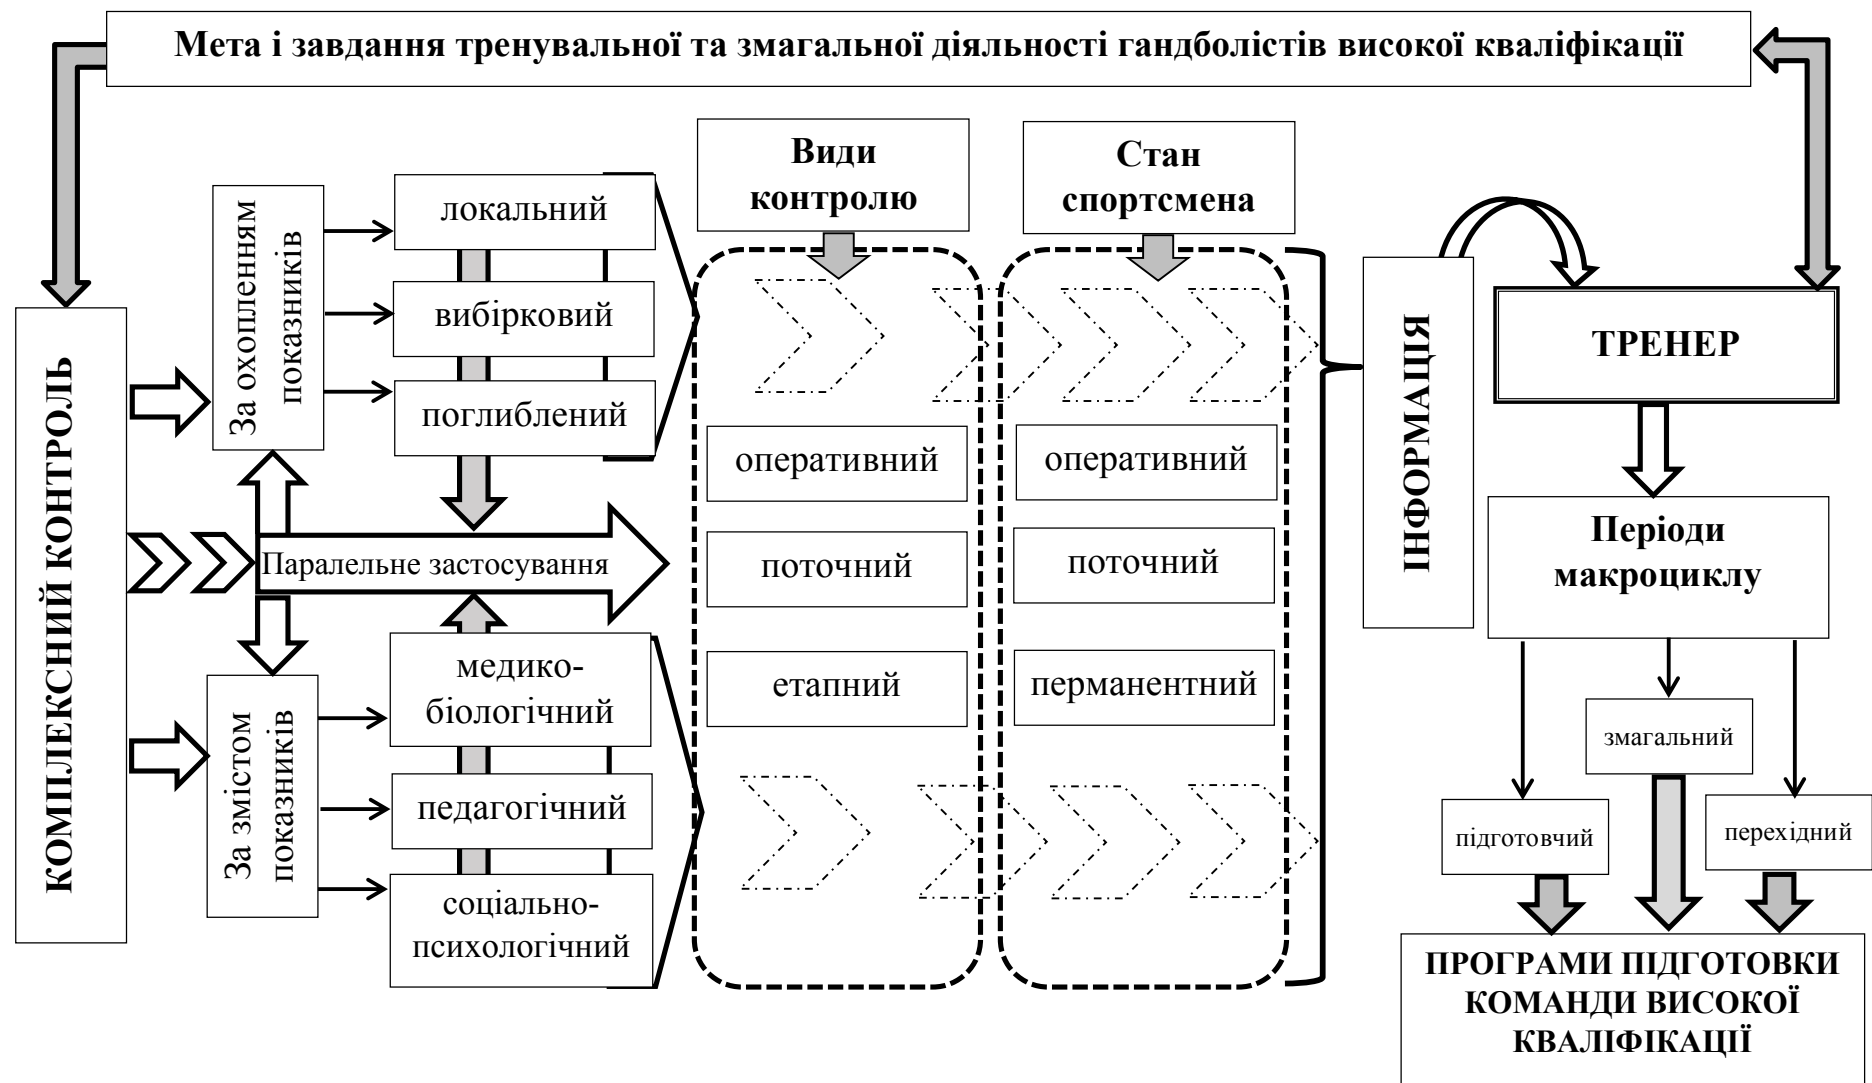 Мета і завдання тренувальної та змагальної діяльності гандболістів високої кваліфікації
КОМПЛЕКСНИЙ КОНТРОЛЬ
За охопленням
показників
локальний
вибірковий
поглиблений
Паралельне застосування
За змістом
показників
медико-
біологічний
педагогічний
соціально-
психологічний
Види
контролю
оперативний
поточний
етапний
Стан
спортсмена
оперативний
поточний
перманентний
ІНФОРМАЦІЯ
ТРЕНЕР
Періоди
макроциклу
змагальний
підготовчий
перехідний
ПРОГРАМИ ПІДГОТОВКИ
КОМАНДИ ВИСОКОЇ
КВАЛІФІКАЦІЇ